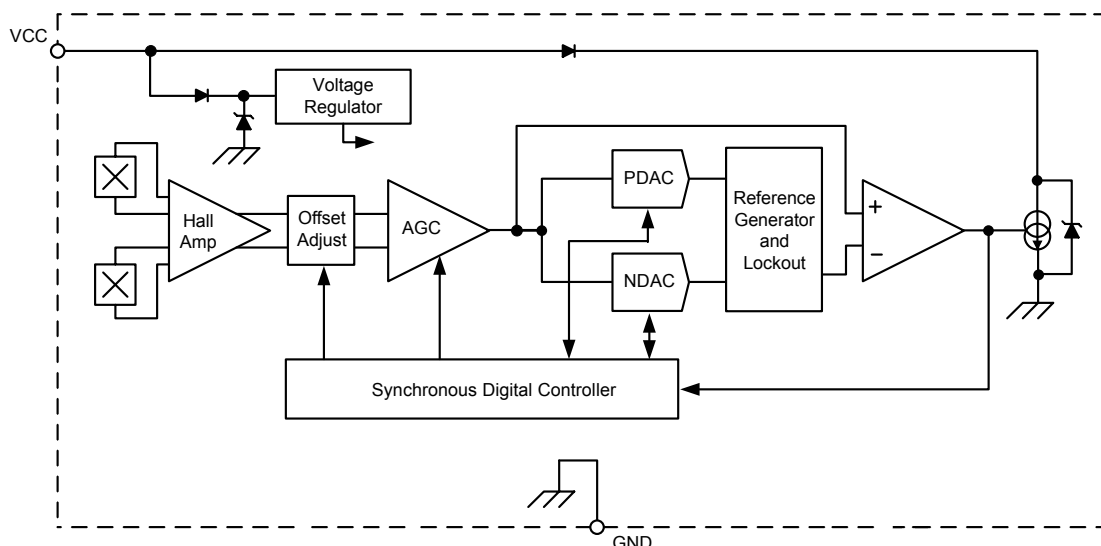 VCC
Voltage
Regulator
Hall
Amp
Offset
Adjust
AGC
PDAC
NDAC
Reference
Generator
and
Lockout
+
−
Synchronous Digital Controller
GND